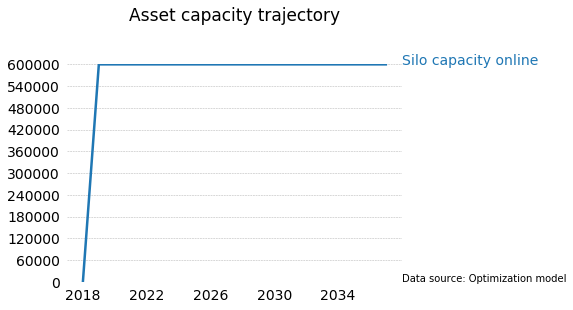 Asset capacity trajectory
Silo capacity online
600000
540000
480000
420000
360000
300000
240000
180000
120000
60000
0
2018 2022 2026 2030 2034
Data source: Optimization model